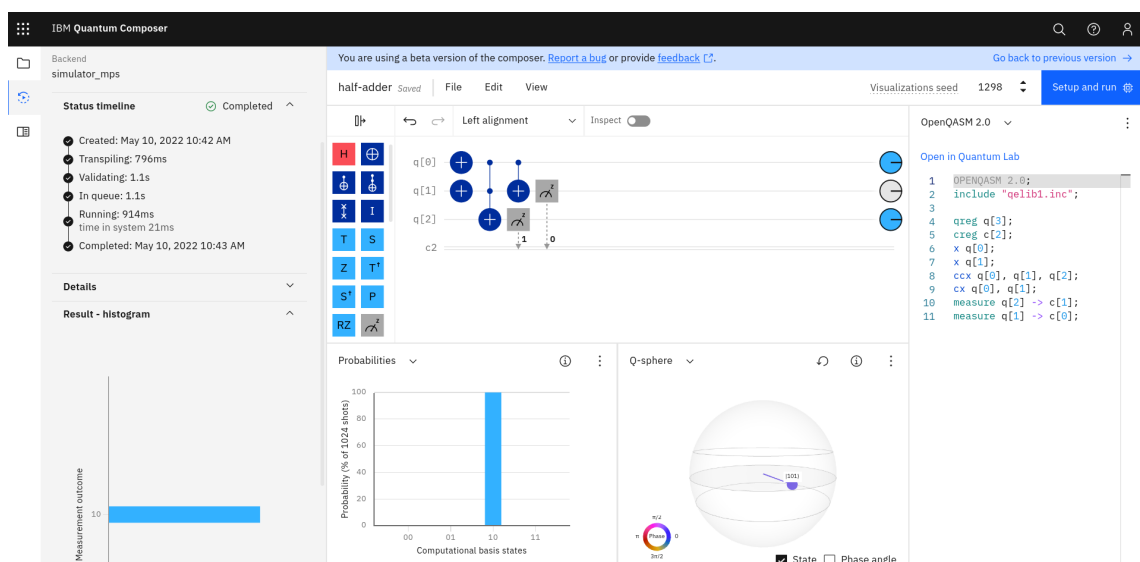 IBM Quantum Composer
Backend
simulator_mps
Status timeline
Completed
Created: May 10, 2022 10:42 AM
Transpiling: 796ms
Validating: 1.1s
In queue: 1.1s
Running: 914ms
time in system 21ms
Completed: May 10, 2022 10:43 AM
Details
Result - histogram
Measurement outcome
10
You are using a beta version of the composer. Report a bug or provide feedback.
Go back to previous version →
half-adder Saved File Edit View
Visualizations seed 1298
Setup and run
Left alignment
Inspect
H
I
T S
Z T†
S† P
RZ z
q[0]
q[1]
q[2]
c2
z
z
1 0
OpenQASM 2.0
Open in Quantum Lab
1 OPENQASM 2.0;
2 include "qelib1.inc";
3
4 qreg q[3];
5 creg c[2];
6 x q[0];
7 x q[1];
8 ccx q[0], q[1], q[2];
9 cx q[0], q[1];
10 measure q[2] -> c[1];
11 measure q[1] -> c[0];
Probabilities
Probability (% of 1024 shots)
100
80
60
40
20
0
00 01 10 11
Computational basis states
Q-sphere
|101⟩
π/2
π Phase 0
3π/2
State Phase angle